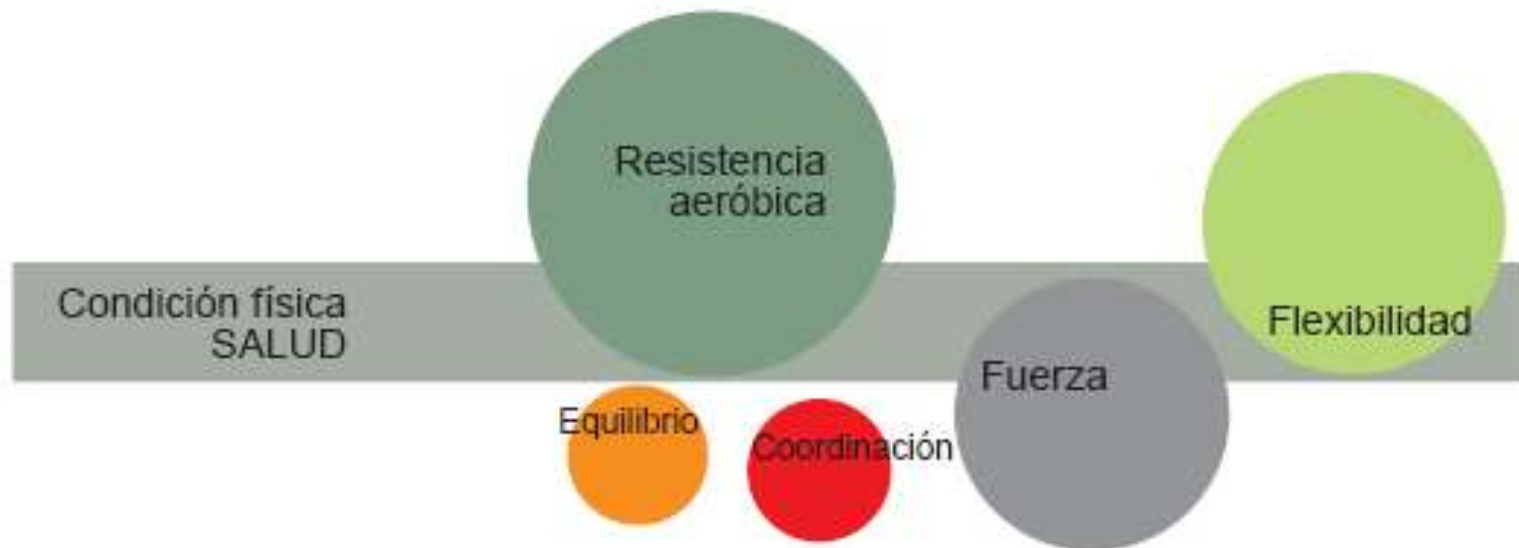 Resistencia
aeróbica
Condición física
SALUD
Flexibilidad
Fuerza
Equilibrio
Coordinación